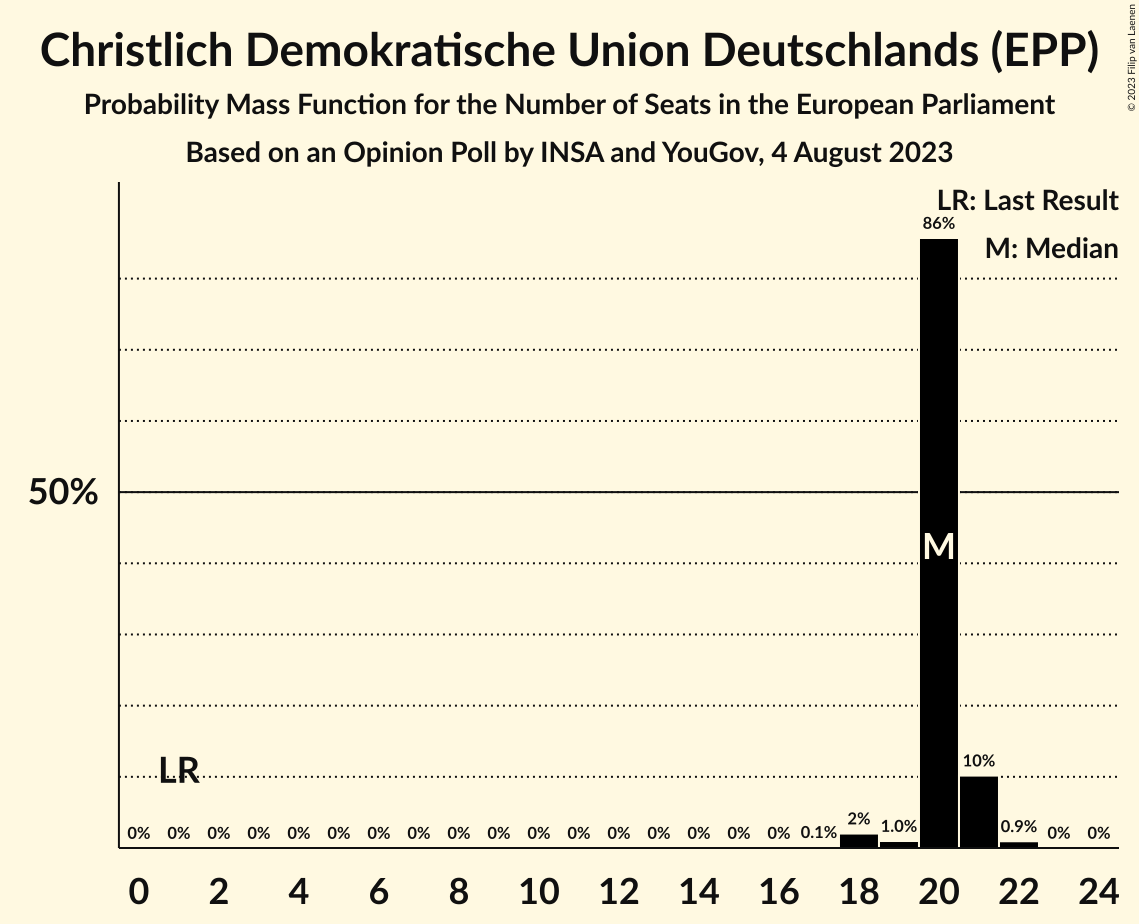 Christlich Demokratische Union Deutschlands (EPP)
Probability Mass Function for the Number of Seats in the European Parliament
Based on an Opinion Poll by INSA and YouGov, 4 August 2023
© 2023 Filip van Laenen
LR: Last Result
86%
M: Median
50%
M
LR
10%
0% 0% 0% 0% 0% 0% 0% 0% 0% 0% 0% 0% 0% 0% 0% 0% 0% 0.1% 2% 1.0% 0.9% 0% 0%
0 2 4 6 8 10 12 14 16 18 20 22 24